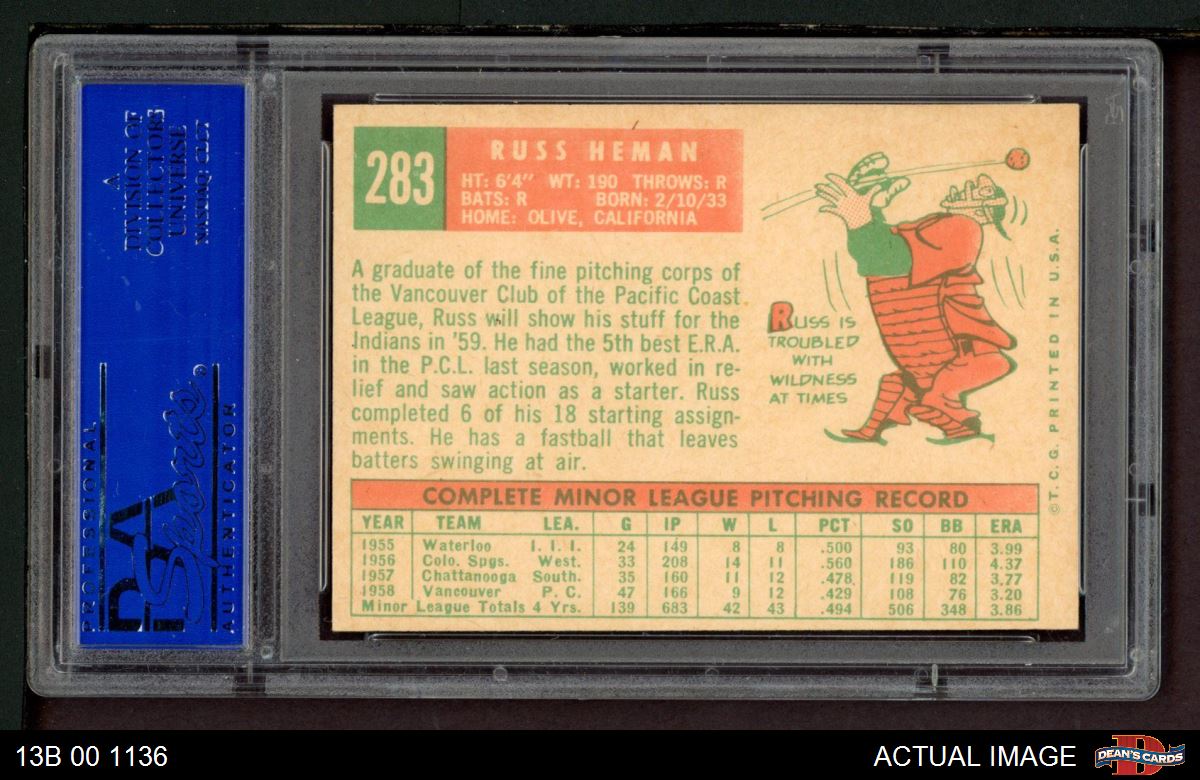 A
DIVISION OF
COLLECTORS
UNIVERSE
NASDAQ: CLCT
PROFESSIONAL
PSA
Sports
AUTHENTICATOR
283
RUSS HEMAN
HT: 6'4" WT: 190 THROWS: R
BATS: R BORN: 2/10/33
HOME: OLIVE, CALIFORNIA
A graduate of the fine pitching corps of
the Vancouver Club of the Pacific Coast
League, Russ will show his stuff for the
Indians in '59. He had the 5th best E.R.A.
in the P.C.L. last season, worked in re-
lief and saw action as a starter. Russ
completed 6 of his 18 starting assign-
ments. He has a fastball that leaves
batters swinging at air.
RUSS IS
TROUBLED
WITH
WILDNESS
AT TIMES
©T.C.G. PRINTED IN U.S.A.
COMPLETE MINOR LEAGUE PITCHING RECORD
YEAR TEAM LEA. G IP W L PCT SO BB ERA
1955 Waterloo I. I. I. 24 149 8 8 .500 93 80 3.99
1956 Colo. Spgs. West. 33 208 14 11 .560 186 110 4.37
1957 Chattanooga South. 35 160 11 12 .478 119 82 3.77
1958 Vancouver P. C. 47 166 9 12 .429 108 76 3.20
Minor League Totals 4 Yrs. 139 683 42 43 .494 506 348 3.86
13B 00 1136
ACTUAL IMAGE
D
DEAN'S CARDS